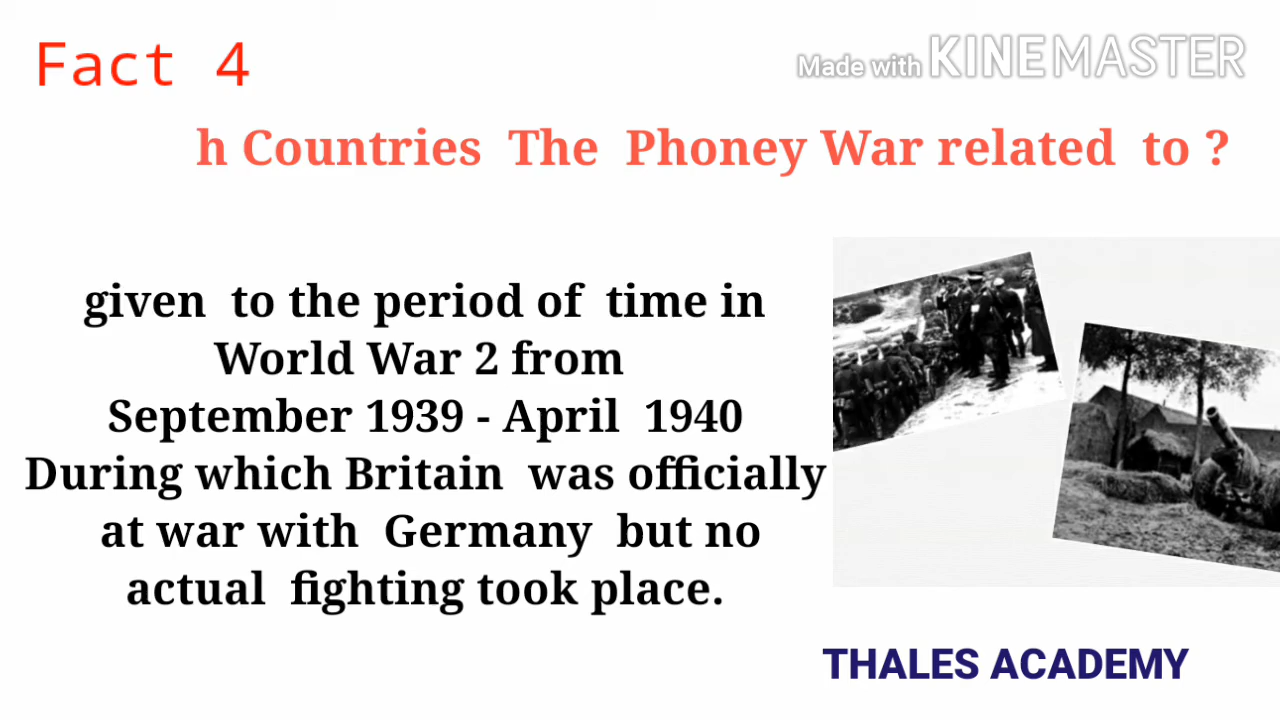 Fact 4
Made with KINEMASTER
h Countries The Phoney War related to ?
given to the period of time in
World War 2 from
September 1939 - April 1940
During which Britain was officially
at war with Germany but no
actual fighting took place.
THALES ACADEMY